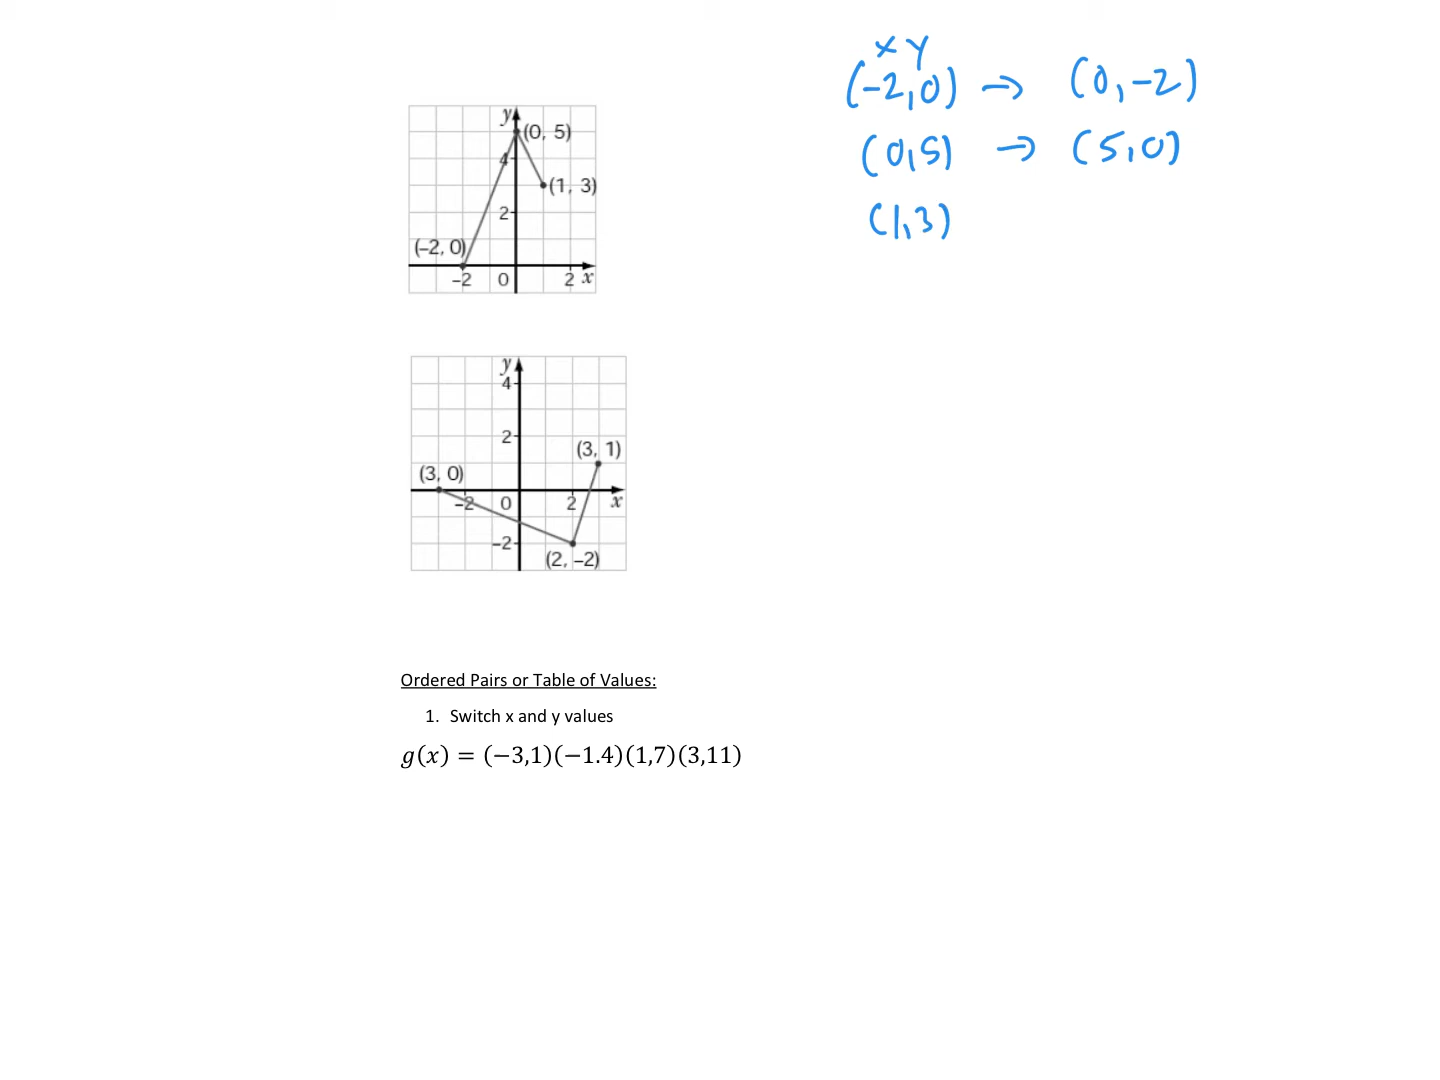 x y
(-2,0) → (0,-2)
(0,5) → (5,0)
(1,3)
y
(0, 5)
4
(1, 3)
2
(–2, 0)
–2 0 2 x
y
4
2
(3, 1)
(3, 0)
–2 0 2 x
–2
(2, –2)
Ordered Pairs or Table of Values:
1. Switch x and y values
g(x) = (−3,1)(−1.4)(1,7)(3,11)